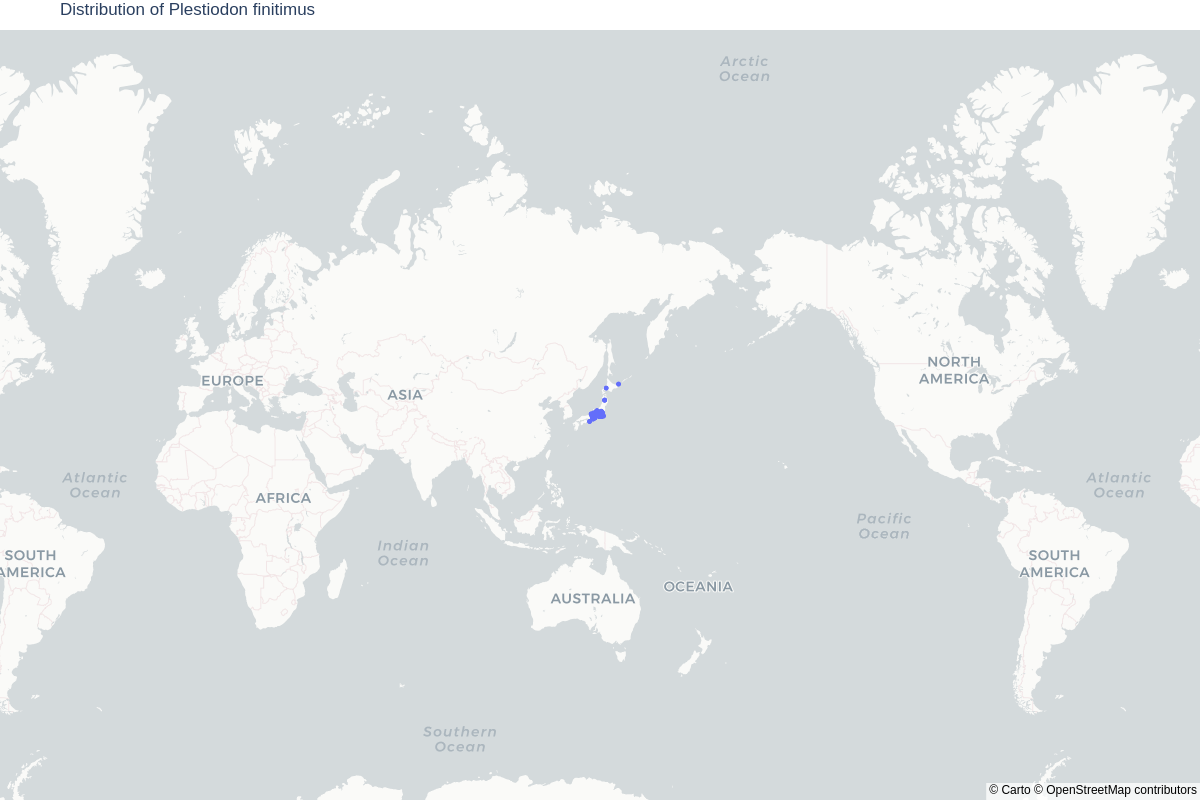 Distribution of Plestiodon finitimus
Arctic
Ocean
NORTH
AMERICA
EUROPE
ASIA
Atlantic
Ocean
AFRICA
Atlantic
Ocean
Pacific
Ocean
Indian
Ocean
SOUTH
AMERICA
SOUTH
AMERICA
OCEANIA
AUSTRALIA
Southern
Ocean
© Carto © OpenStreetMap contributors